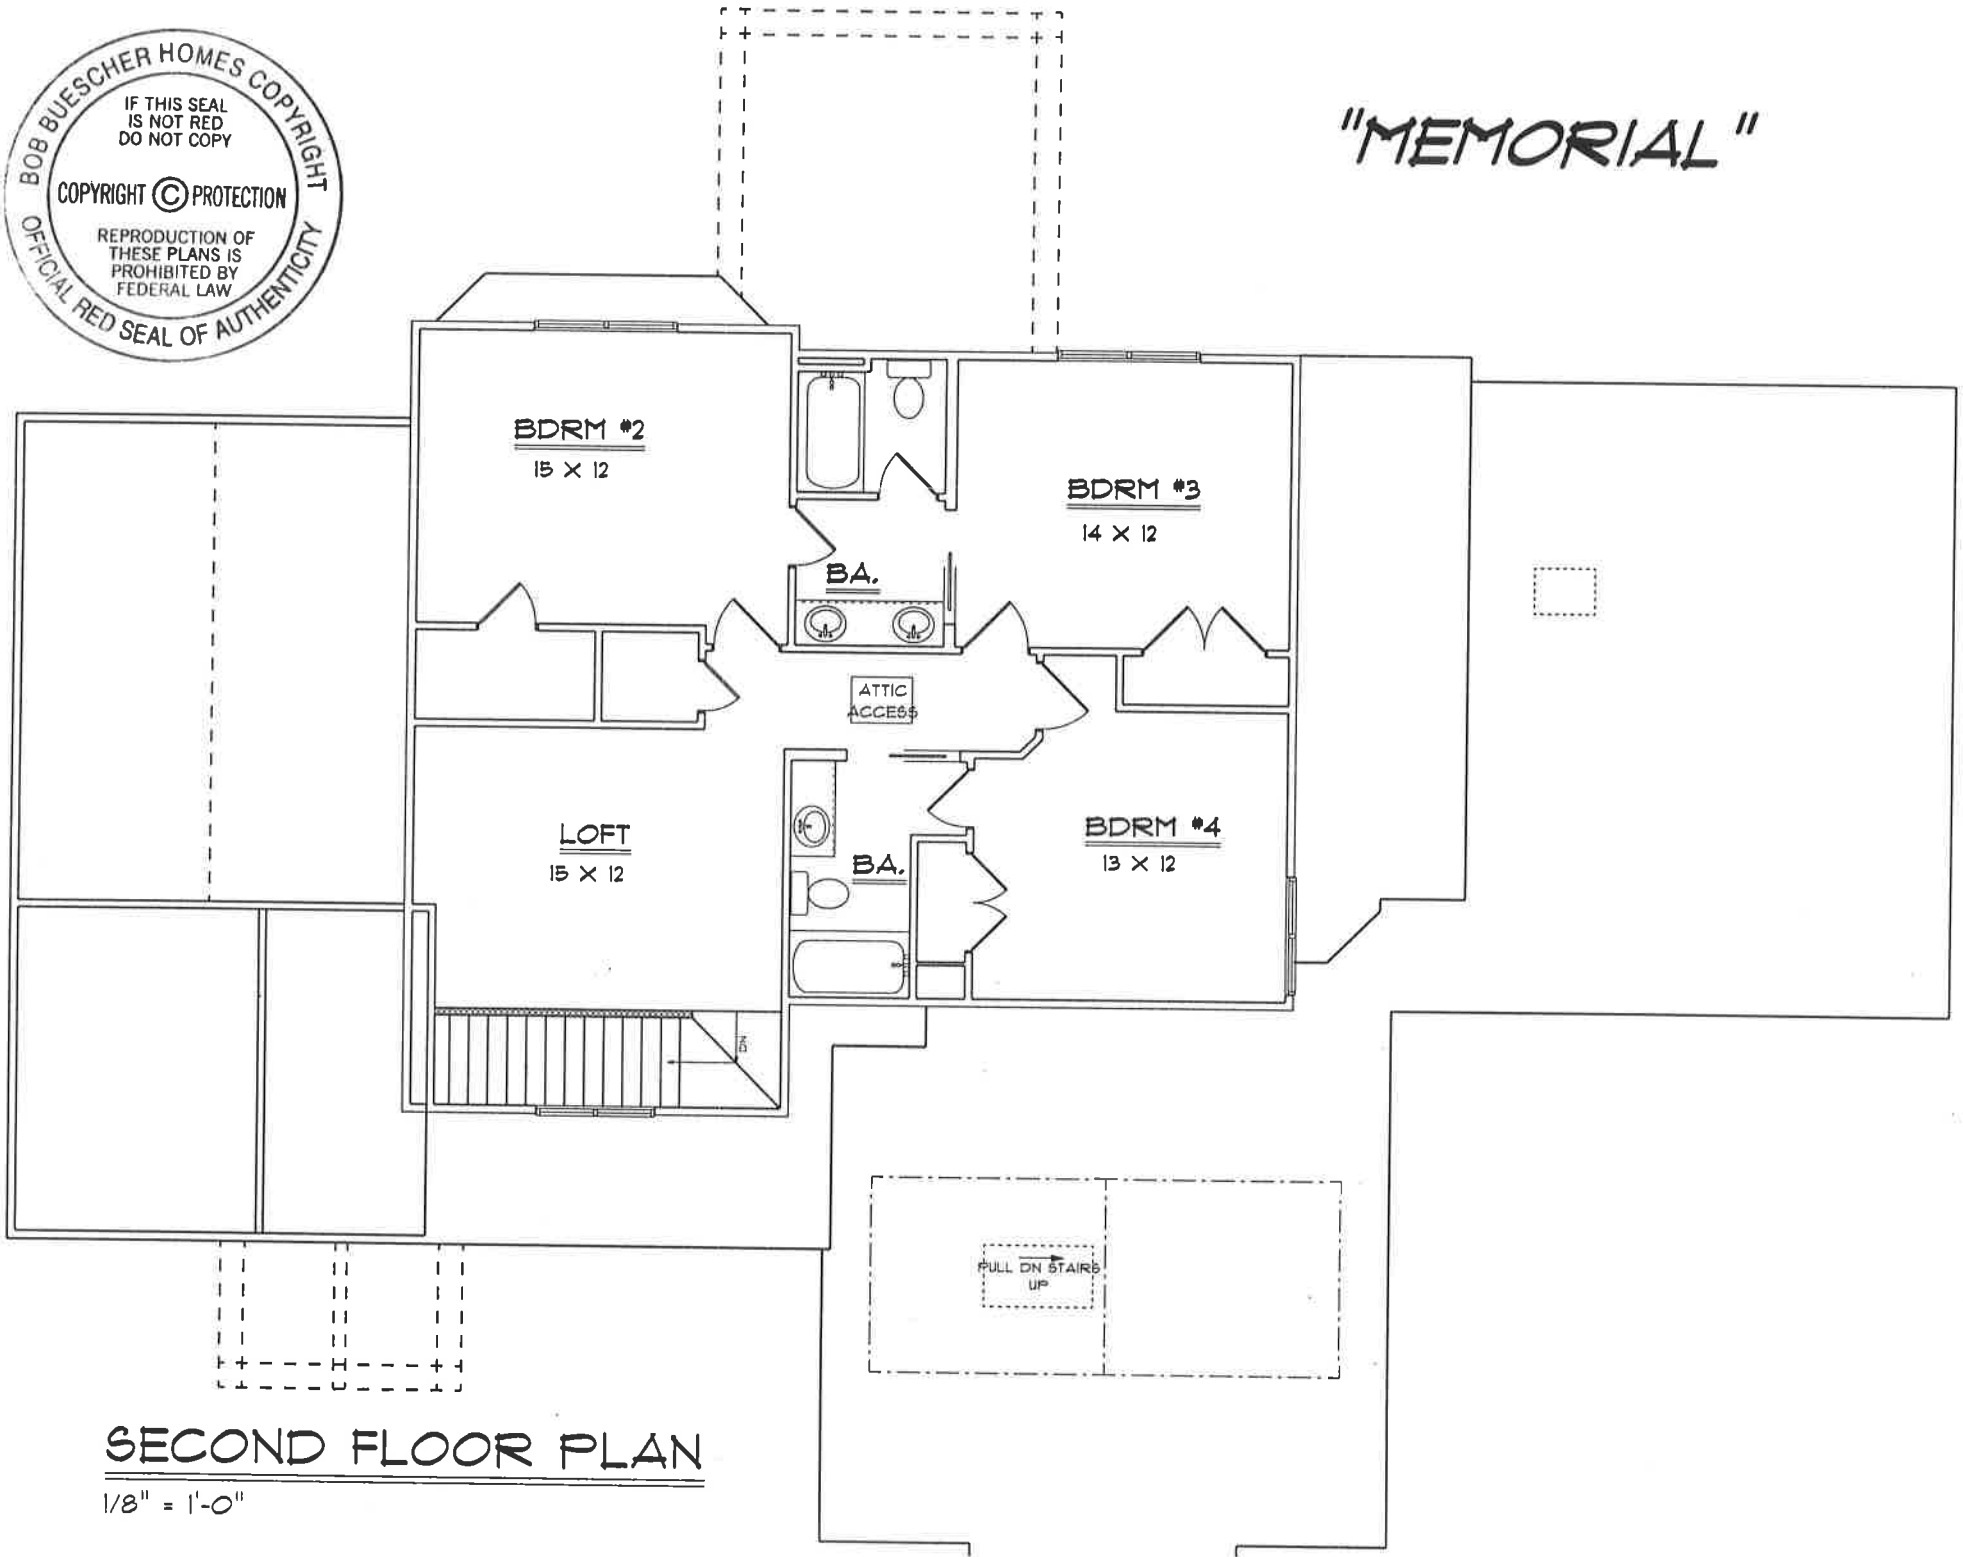 BOB BUESCHER HOMES COPYRIGHT
IF THIS SEAL
IS NOT RED
DO NOT COPY
COPYRIGHT © PROTECTION
REPRODUCTION OF
THESE PLANS IS
PROHIBITED BY
FEDERAL LAW
OFFICIAL RED SEAL OF AUTHENTICITY
"MEMORIAL"
BDRM #2
15 X 12
BDRM #3
14 X 12
BA.
ATTIC
ACCESS
LOFT
15 X 12
BA.
BDRM #4
13 X 12
DN
PULL DN STAIRS
UP
SECOND FLOOR PLAN
1/8" = 1'-0"